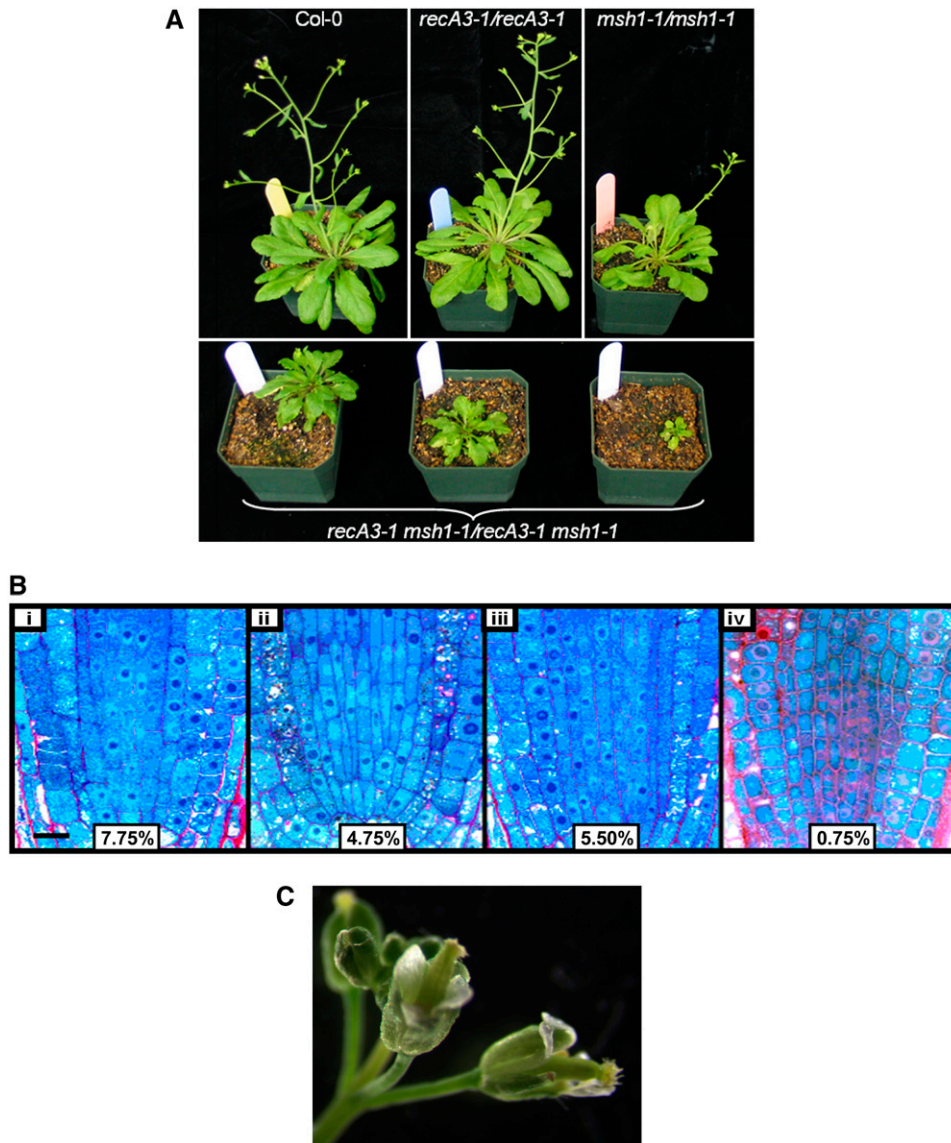 A
Col-0 recA3-1/recA3-1 msh1-1/msh1-1
recA3-1 msh1-1/recA3-1 msh1-1
B
i ii iii iv
7.75% 4.75% 5.50% 0.75%
C